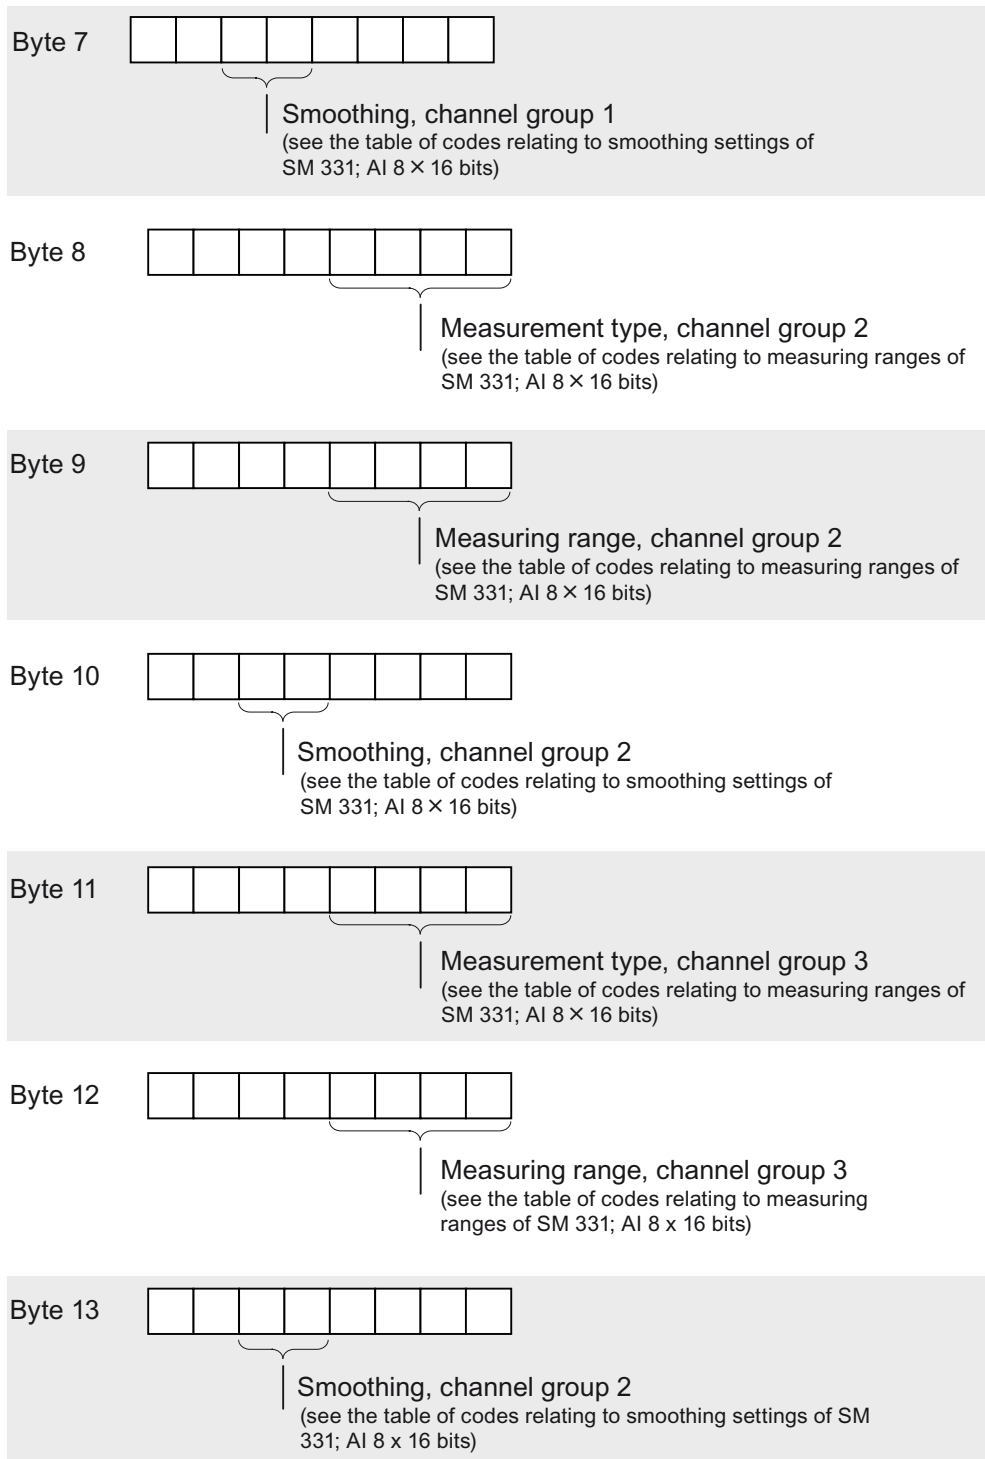 Byte 7
Smoothing, channel group 1
(see the table of codes relating to smoothing settings of
SM 331; AI 8 × 16 bits)
Byte 8
Measurement type, channel group 2
(see the table of codes relating to measuring ranges of
SM 331; AI 8 × 16 bits)
Byte 9
Measuring range, channel group 2
(see the table of codes relating to measuring ranges of
SM 331; AI 8 × 16 bits)
Byte 10
Smoothing, channel group 2
(see the table of codes relating to smoothing settings of
SM 331; AI 8 × 16 bits)
Byte 11
Measurement type, channel group 3
(see the table of codes relating to measuring ranges of
SM 331; AI 8 × 16 bits)
Byte 12
Measuring range, channel group 3
(see the table of codes relating to measuring
ranges of SM 331; AI 8 x 16 bits)
Byte 13
Smoothing, channel group 2
(see the table of codes relating to smoothing settings of SM
331; AI 8 x 16 bits)